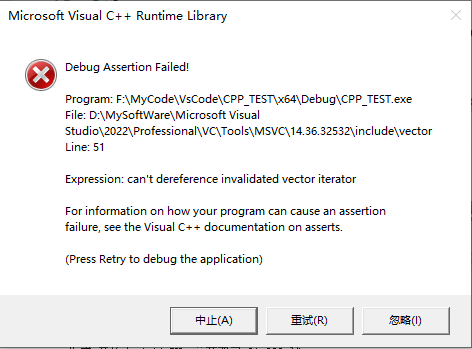 Microsoft Visual C++ Runtime Library
Debug Assertion Failed!
Program: F:\MyCode\VsCode\CPP_TEST\x64\Debug\CPP_TEST.exe
File: D:\MySoftWare\Microsoft Visual
Studio\2022\Professional\VC\Tools\MSVC\14.36.32532\include\vector
Line: 51
Expression: can't dereference invalidated vector iterator
For information on how your program can cause an assertion
failure, see the Visual C++ documentation on asserts.
(Press Retry to debug the application)
中止(A)
重试(R)
忽略(I)